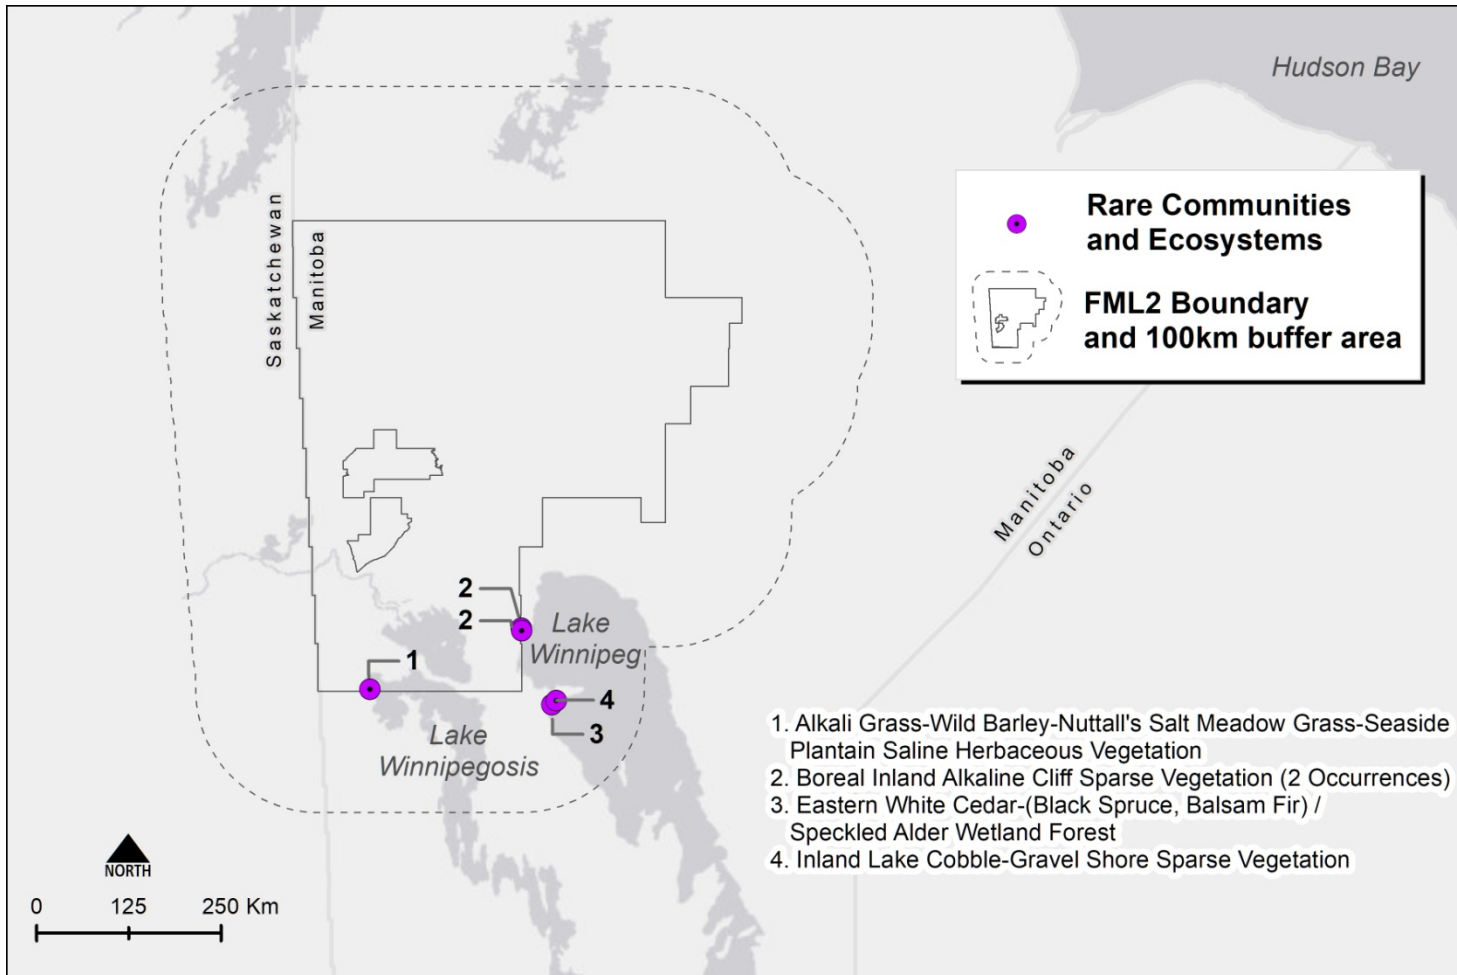 Hudson Bay
Rare Communities
and Ecosystems
FML2 Boundary
and 100km buffer area
Saskatchewan
Manitoba
Manitoba
Ontario
2
2
Lake
Winnipeg
1
4
3
Lake
Winnipegosis
1. Alkali Grass-Wild Barley-Nuttall's Salt Meadow Grass-Seaside
Plantain Saline Herbaceous Vegetation
2. Boreal Inland Alkaline Cliff Sparse Vegetation (2 Occurrences)
3. Eastern White Cedar-(Black Spruce, Balsam Fir) /
Speckled Alder Wetland Forest
4. Inland Lake Cobble-Gravel Shore Sparse Vegetation
NORTH
0 125 250 Km